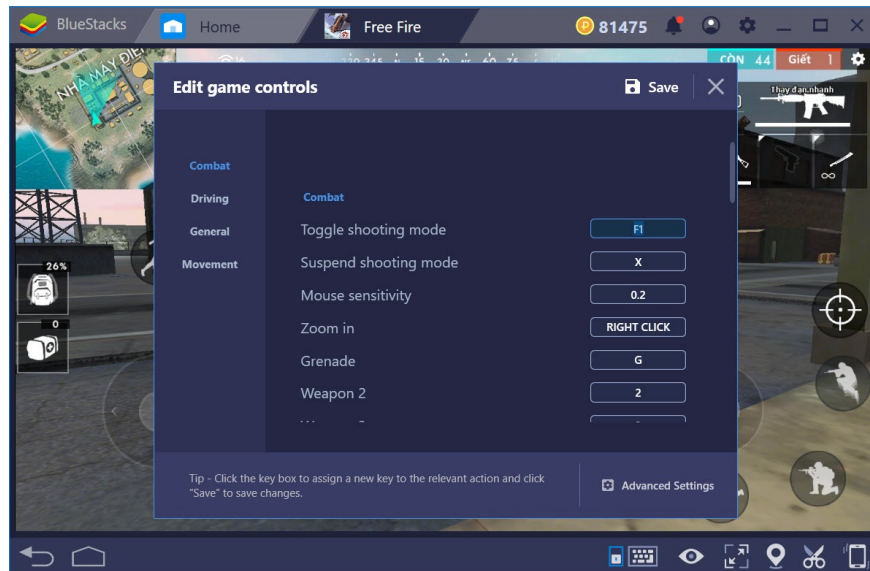 BlueStacks
Home
Free Fire
81475
CÒN 44 Giết 1
NHÀ MÁY ĐIỆ
Thay đạn nhanh
Edit game controls
Save
Combat
Driving
General
Movement
Combat
Toggle shooting mode F1
Suspend shooting mode X
Mouse sensitivity 0.2
Zoom in RIGHT CLICK
Grenade G
Weapon 2 2
26%
0
∞
Tip - Click the key box to assign a new key to the relevant action and click
"Save" to save changes.
Advanced Settings